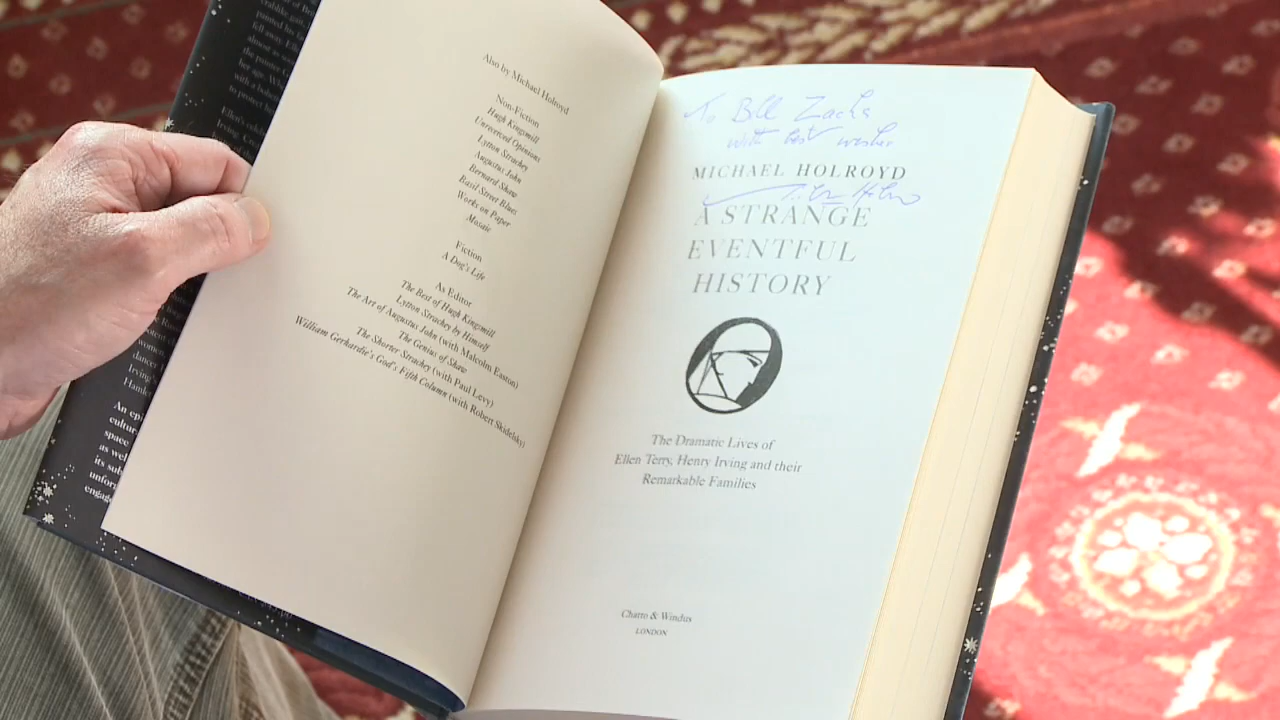 Also by Michael Holroyd
Non-Fiction
Hugh Kingsmill
Unreceived Opinions
Lytton Strachey
Augustus John
Bernard Shaw
Basil Street Blues
Works on Paper
Mosaic
Fiction
A Dog's Life
As Editor
The Best of Hugh Kingsmill
Lytton Strachey by Himself
The Art of Augustus John (with Malcolm Easton)
The Genius of Shaw
The Shorter Strachey (with Paul Levy)
William Gerhardie's God's Fifth Column (with Robert Skidelsky)
To Bill Zacha
with best wishes
MICHAEL HOLROYD
A STRANGE
EVENTFUL
HISTORY
The Dramatic Lives of
Ellen Terry, Henry Irving and their
Remarkable Families
Chatto & Windus
LONDON